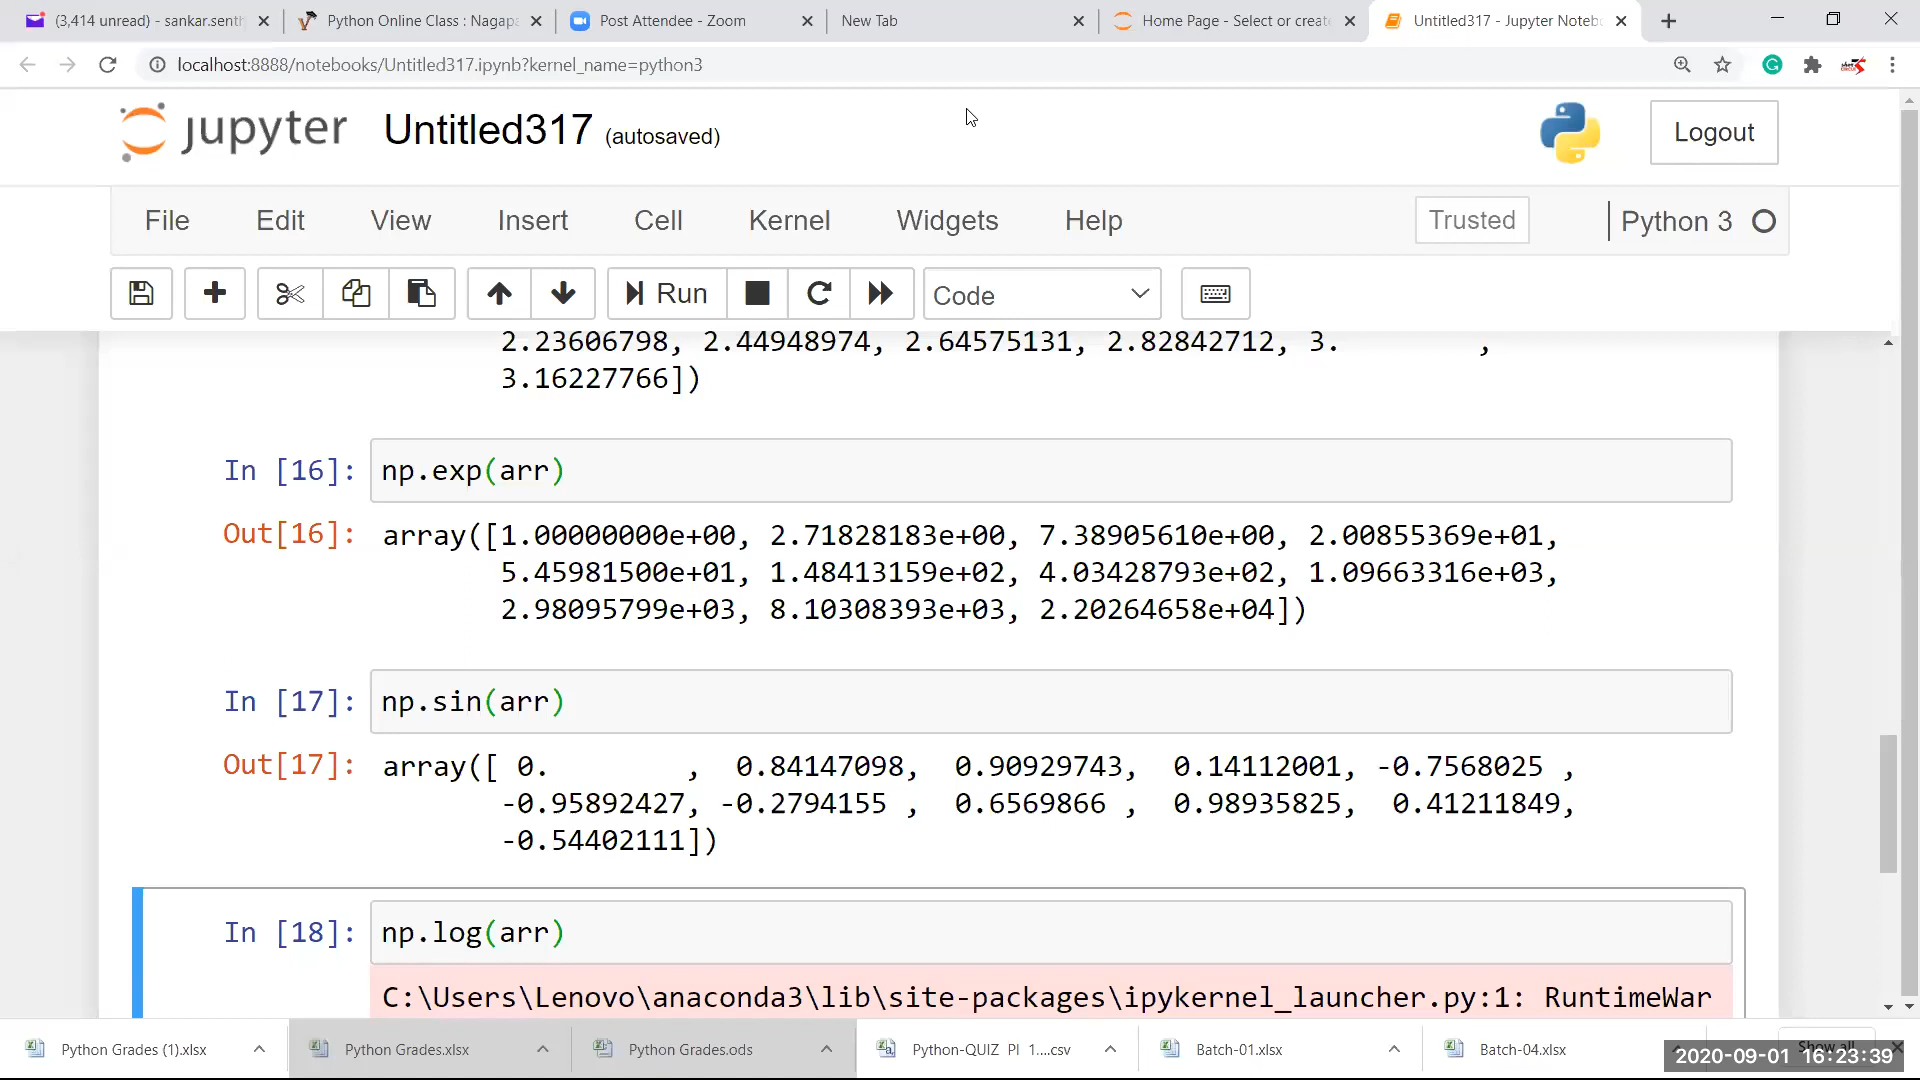 (3,414 unread) - sankar.senth
Python Online Class : Nagapa
Post Attendee - Zoom
New Tab
Home Page - Select or create
Untitled317 - Jupyter Notebo
localhost:8888/notebooks/Untitled317.ipynb?kernel_name=python3
jupyter Untitled317 (autosaved)
Logout
File Edit View Insert Cell Kernel Widgets Help Trusted Python 3
Run Code
2.23606798, 2.44948974, 2.64575131, 2.82842712, 3.        ,
3.16227766])
In [16]: np.exp(arr)
Out[16]: array([1.00000000e+00, 2.71828183e+00, 7.38905610e+00, 2.00855369e+01,
5.45981500e+01, 1.48413159e+02, 4.03428793e+02, 1.09663316e+03,
2.98095799e+03, 8.10308393e+03, 2.20264658e+04])
In [17]: np.sin(arr)
Out[17]: array([ 0.        ,  0.84147098,  0.90929743,  0.14112001, -0.7568025 ,
-0.95892427, -0.2794155 ,  0.6569866 ,  0.98935825,  0.41211849,
-0.54402111])
In [18]: np.log(arr)
C:\Users\Lenovo\anaconda3\lib\site-packages\ipykernel_launcher.py:1: RuntimeWar
Python Grades (1).xlsx
Python Grades.xlsx
Python Grades.ods
Python-QUIZ PI 1....csv
Batch-01.xlsx
Batch-04.xlsx
Show all
2020-09-01 16:23:39